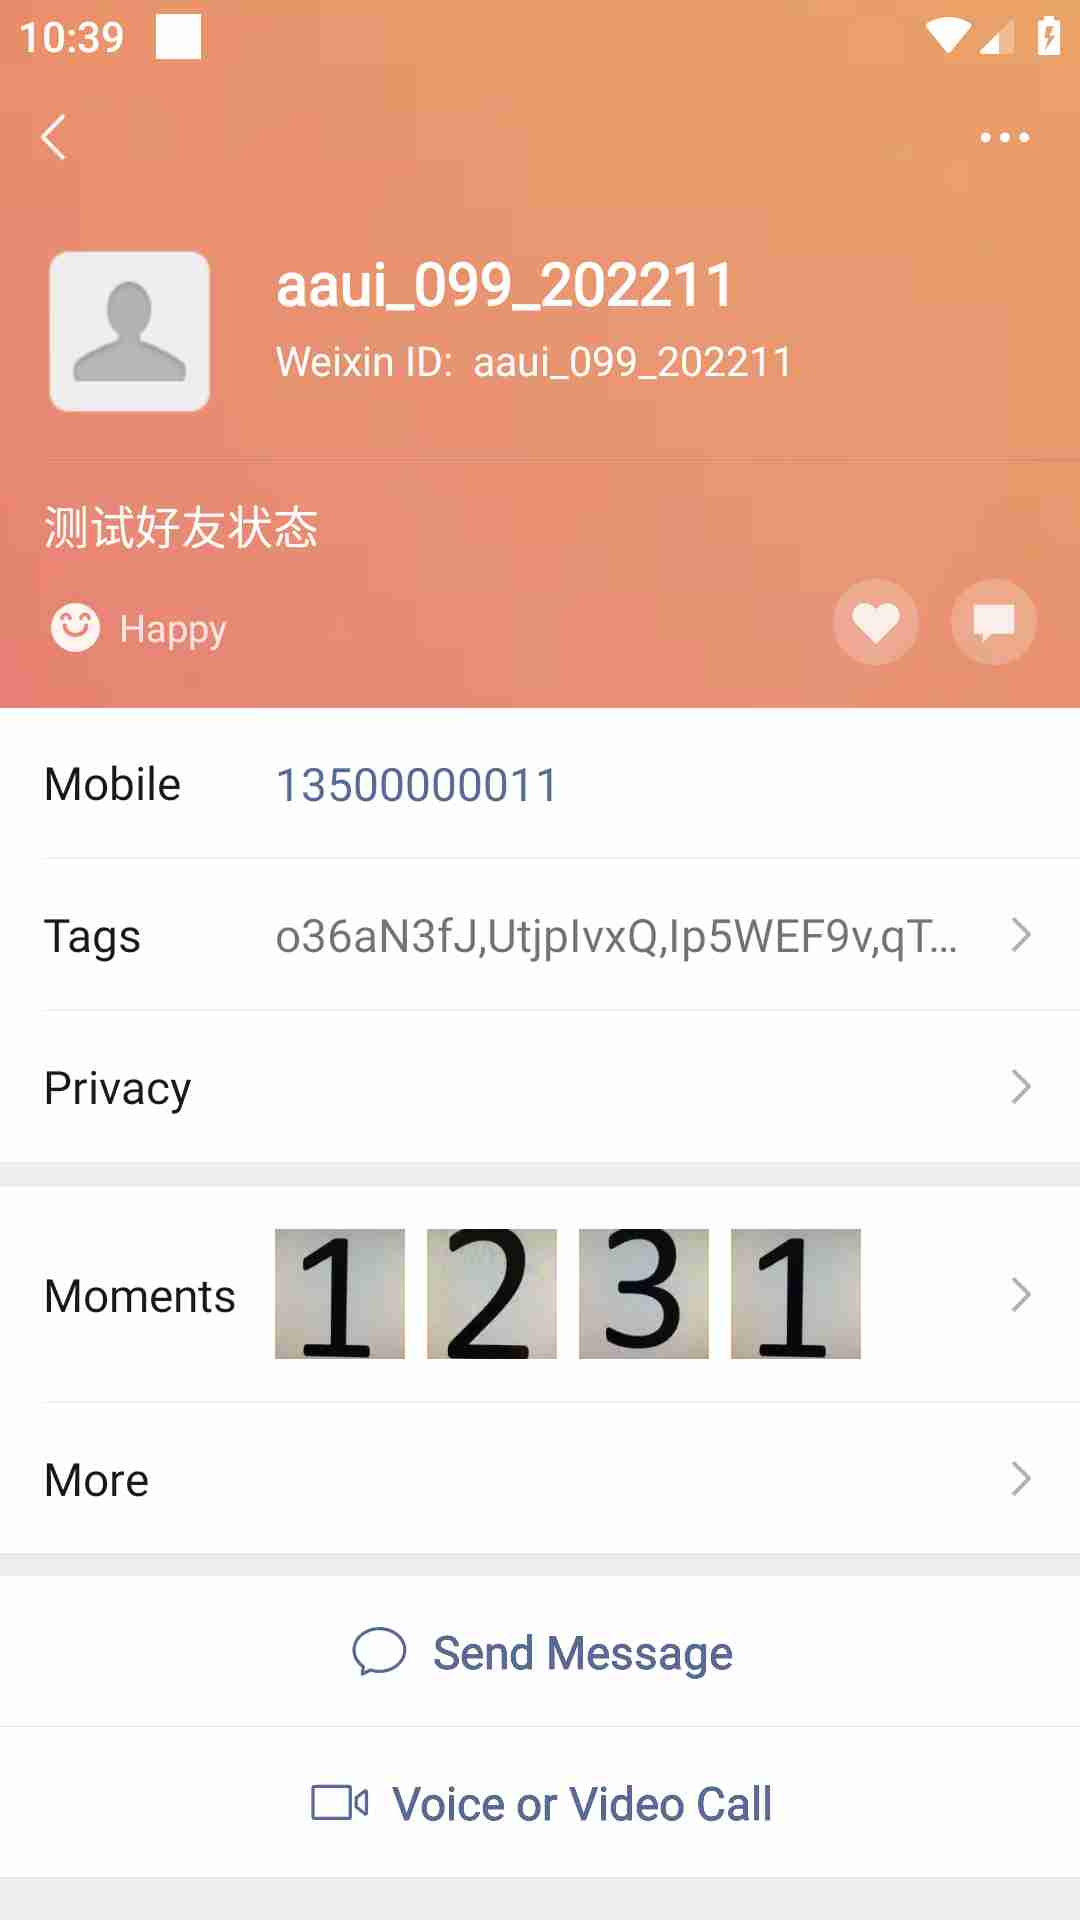 10:39
aaui_099_202211
Weixin ID: aaui_099_202211
测试好友状态
Happy
Mobile 13500000011
Tags o36aN3fJ,UtjpIvxQ,Ip5WEF9v,qT...
Privacy
Moments 1 2 3 1
More
Send Message
Voice or Video Call